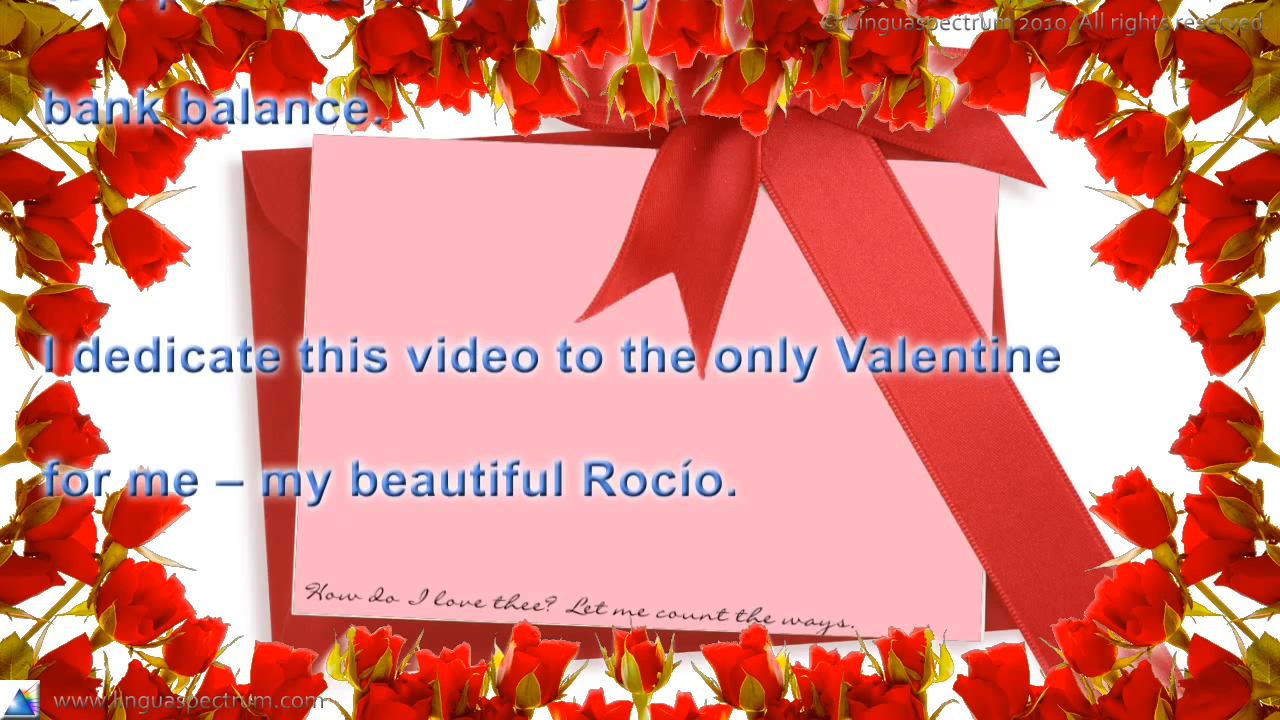 © Linguaspectrum 2010. All rights reserved
bank balance.
I dedicate this video to the only Valentine
for me – my beautiful Rocío.
How do I love thee? Let me count the ways.
www.linguaspectrum.com